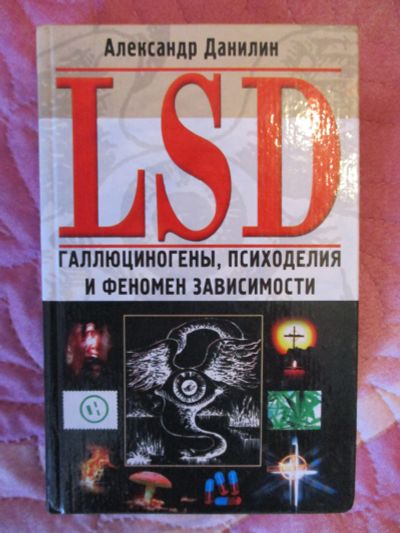 Александр Данилин
LSD
ГАЛЛЮЦИНОГЕНЫ, ПСИХОДЕЛИЯ
И ФЕНОМЕН ЗАВИСИМОСТИ